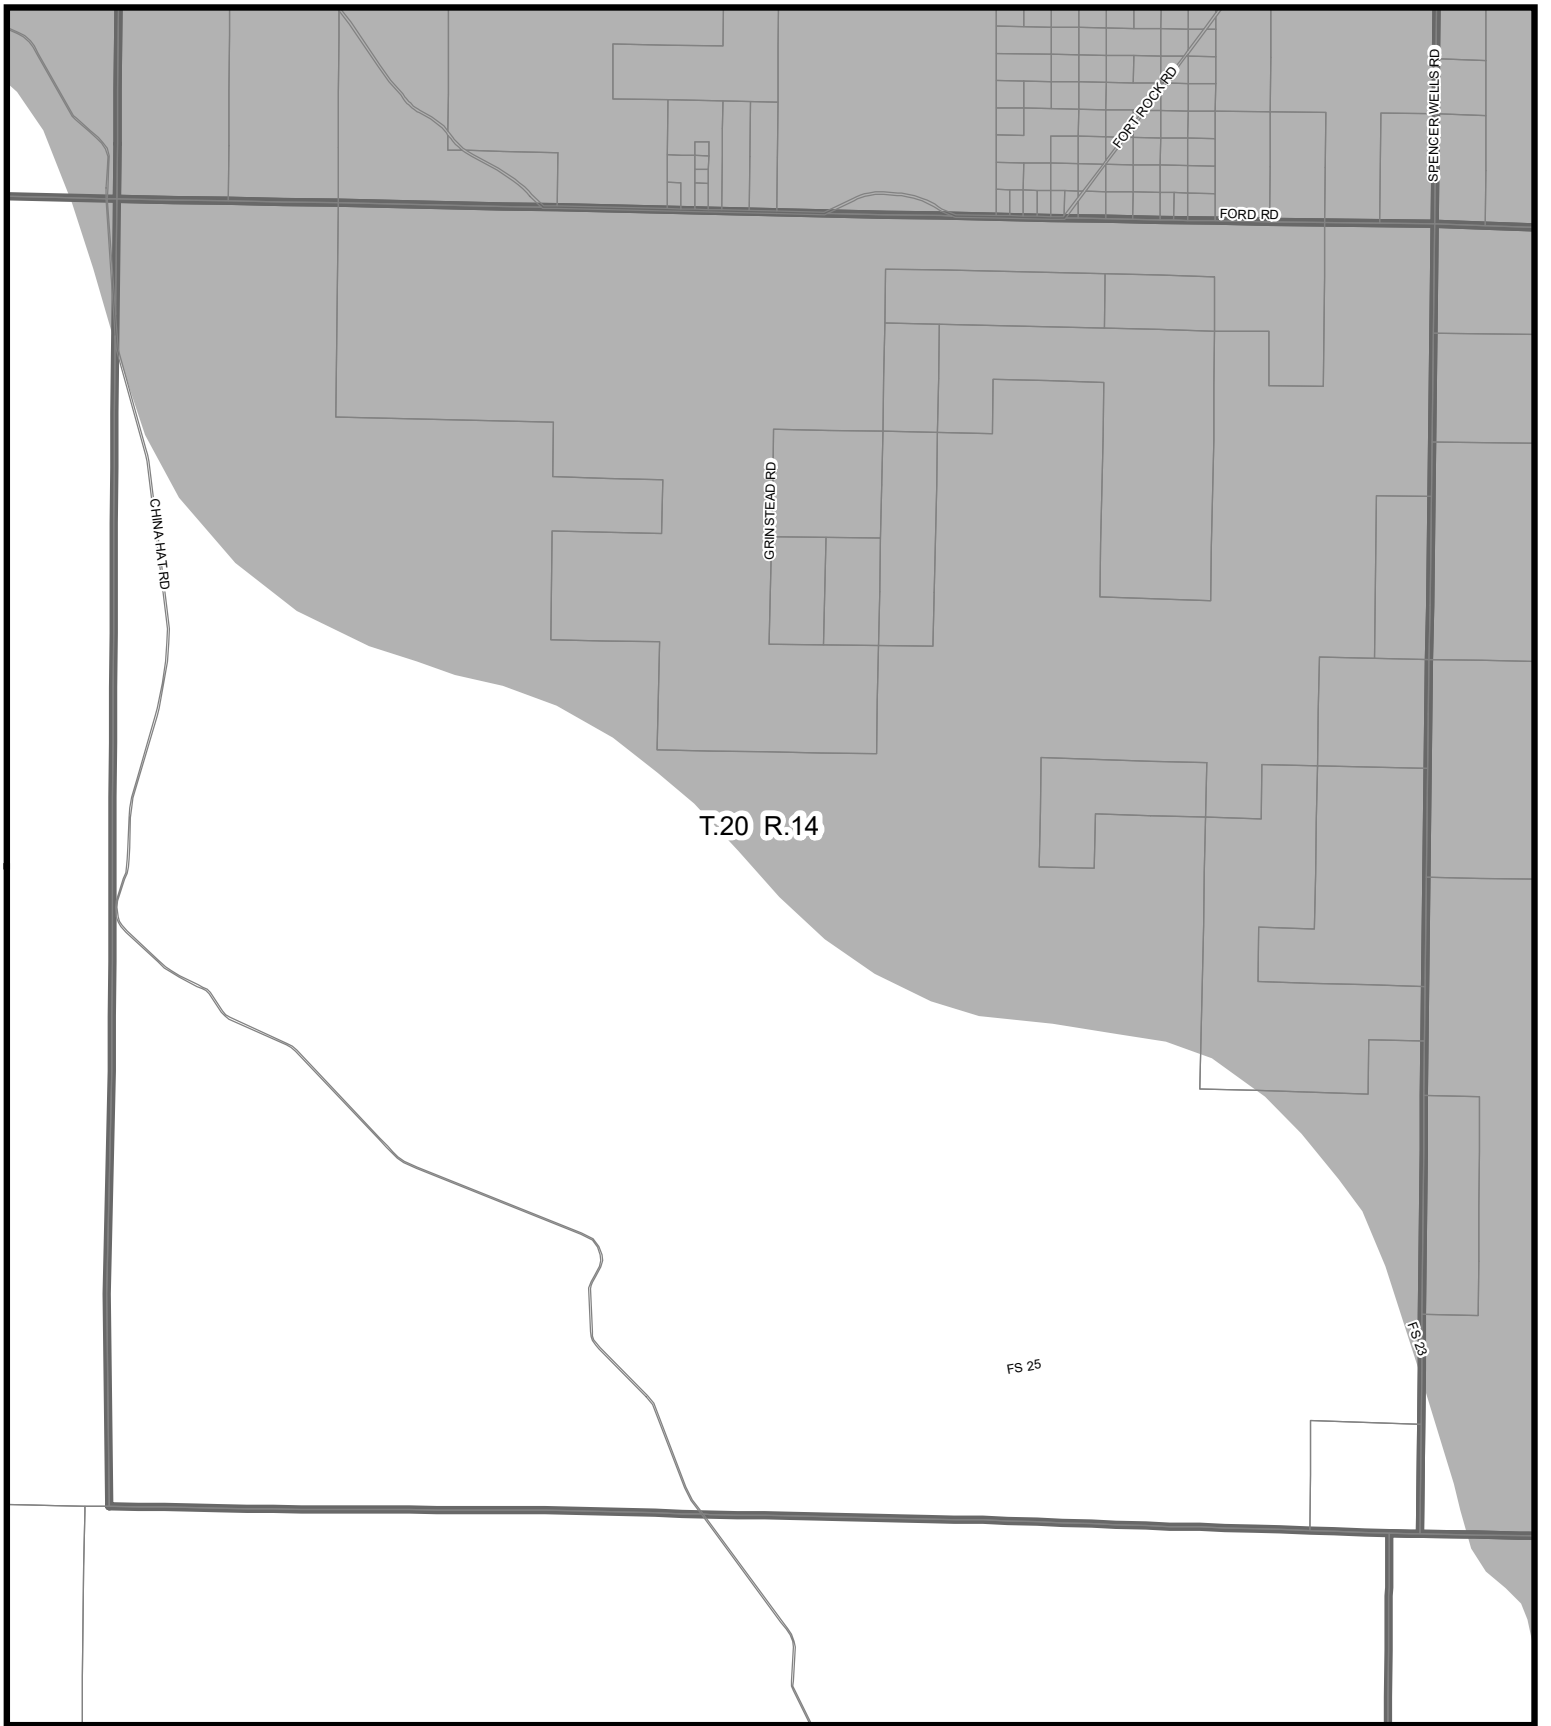 SPENCER WELLS RD
FORT ROCK RD
FORD RD
GRINSTEAD RD
CHINA HAT RD
T.20 R.14
FS 23
FS 25